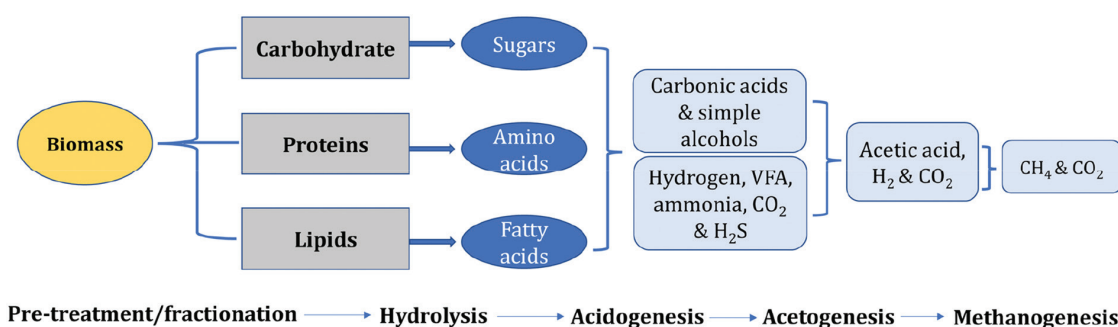 Biomass
Carbohydrate
Proteins
Lipids
Sugars
Amino
acids
Fatty
acids
Carbonic acids
& simple
alcohols
Hydrogen, VFA,
ammonia, CO₂
& H₂S
Acetic acid,
H₂ & CO₂
CH₄ & CO₂
Pre-treatment/fractionation Hydrolysis Acidogenesis Acetogenesis Methanogenesis